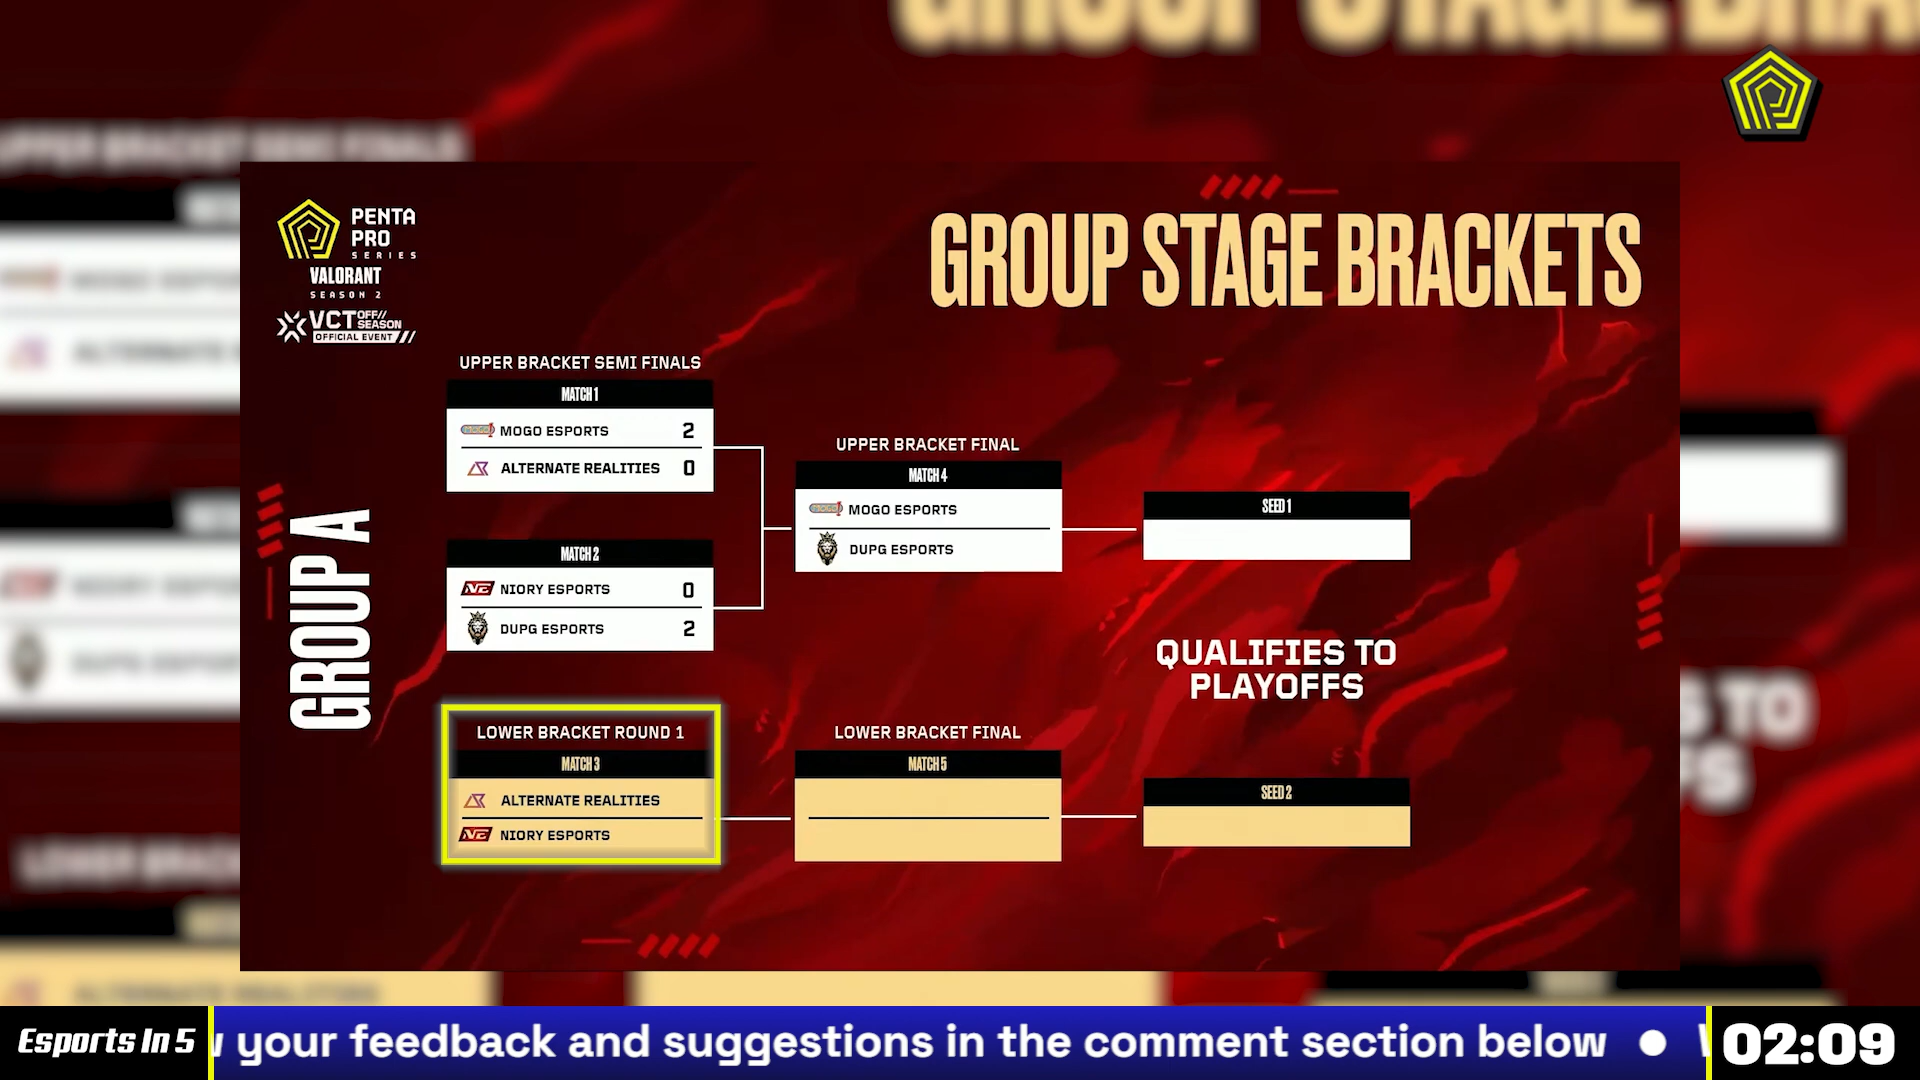 PENTA
PRO
SERIES
VALORANT
SEASON 2
VCT OFF//
SEASON
OFFICIAL EVENT
GROUP STAGE BRACKETS
GROUP A
UPPER BRACKET SEMI FINALS
MATCH 1
MOGO ESPORTS 2
ALTERNATE REALITIES 0
MATCH 2
NIORY ESPORTS 0
DUPG ESPORTS 2
UPPER BRACKET FINAL
MATCH 4
MOGO ESPORTS
DUPG ESPORTS
SEED 1
QUALIFIES TO
PLAYOFFS
LOWER BRACKET ROUND 1
MATCH 3
ALTERNATE REALITIES
NIORY ESPORTS
LOWER BRACKET FINAL
MATCH 5
SEED 2
Esports In 5
your feedback and suggestions in the comment section below
02:09